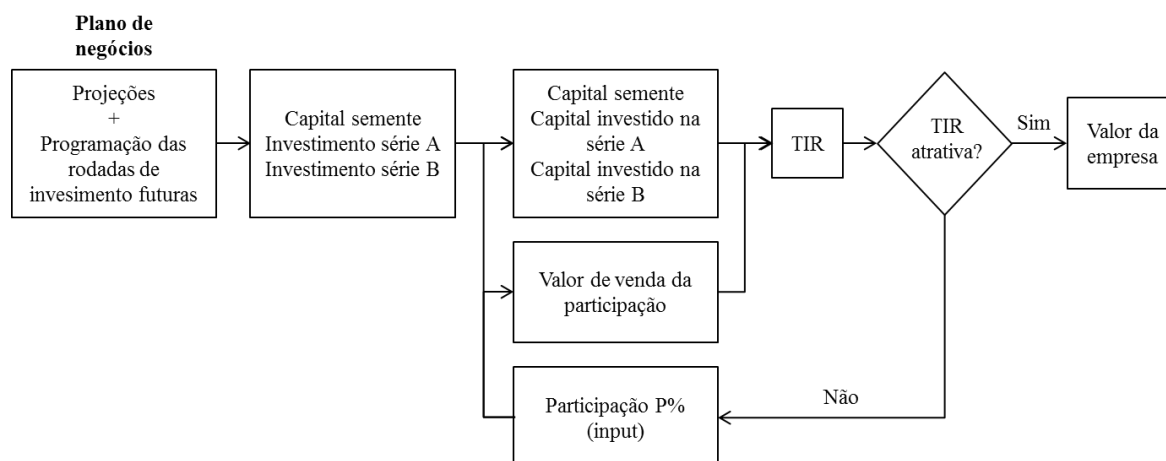 Plano de
negócios
Projeções
+
Programação das
rodadas de
invesimento futuras
Capital semente
Investimento série A
Investimento série B
Capital semente
Capital investido na
série A
Capital investido na
série B
TIR
TIR
atrativa?
Sim
Valor da
empresa
Valor de venda da
participação
Participação P%
(input)
Não